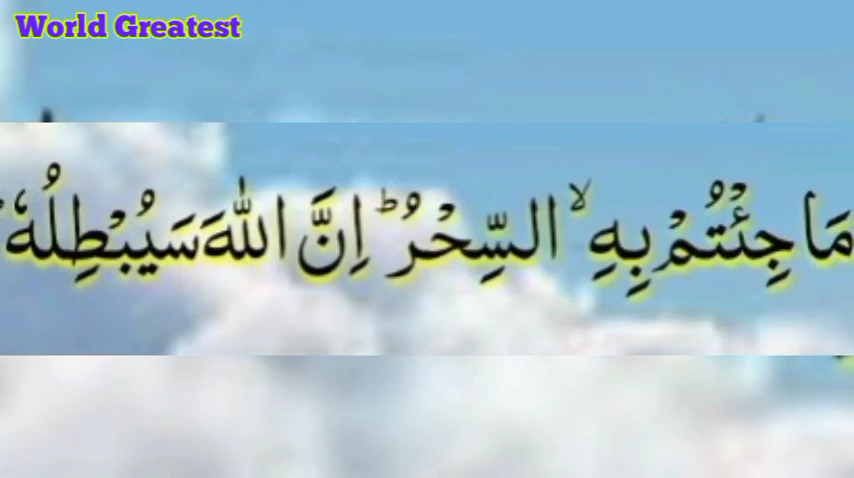 World Greatest
مَا جِئْتُمْ بِهِ ۙ السِّحْرُ ؕ اِنَّ اللّٰهَ سَيُبْطِلُهٗ